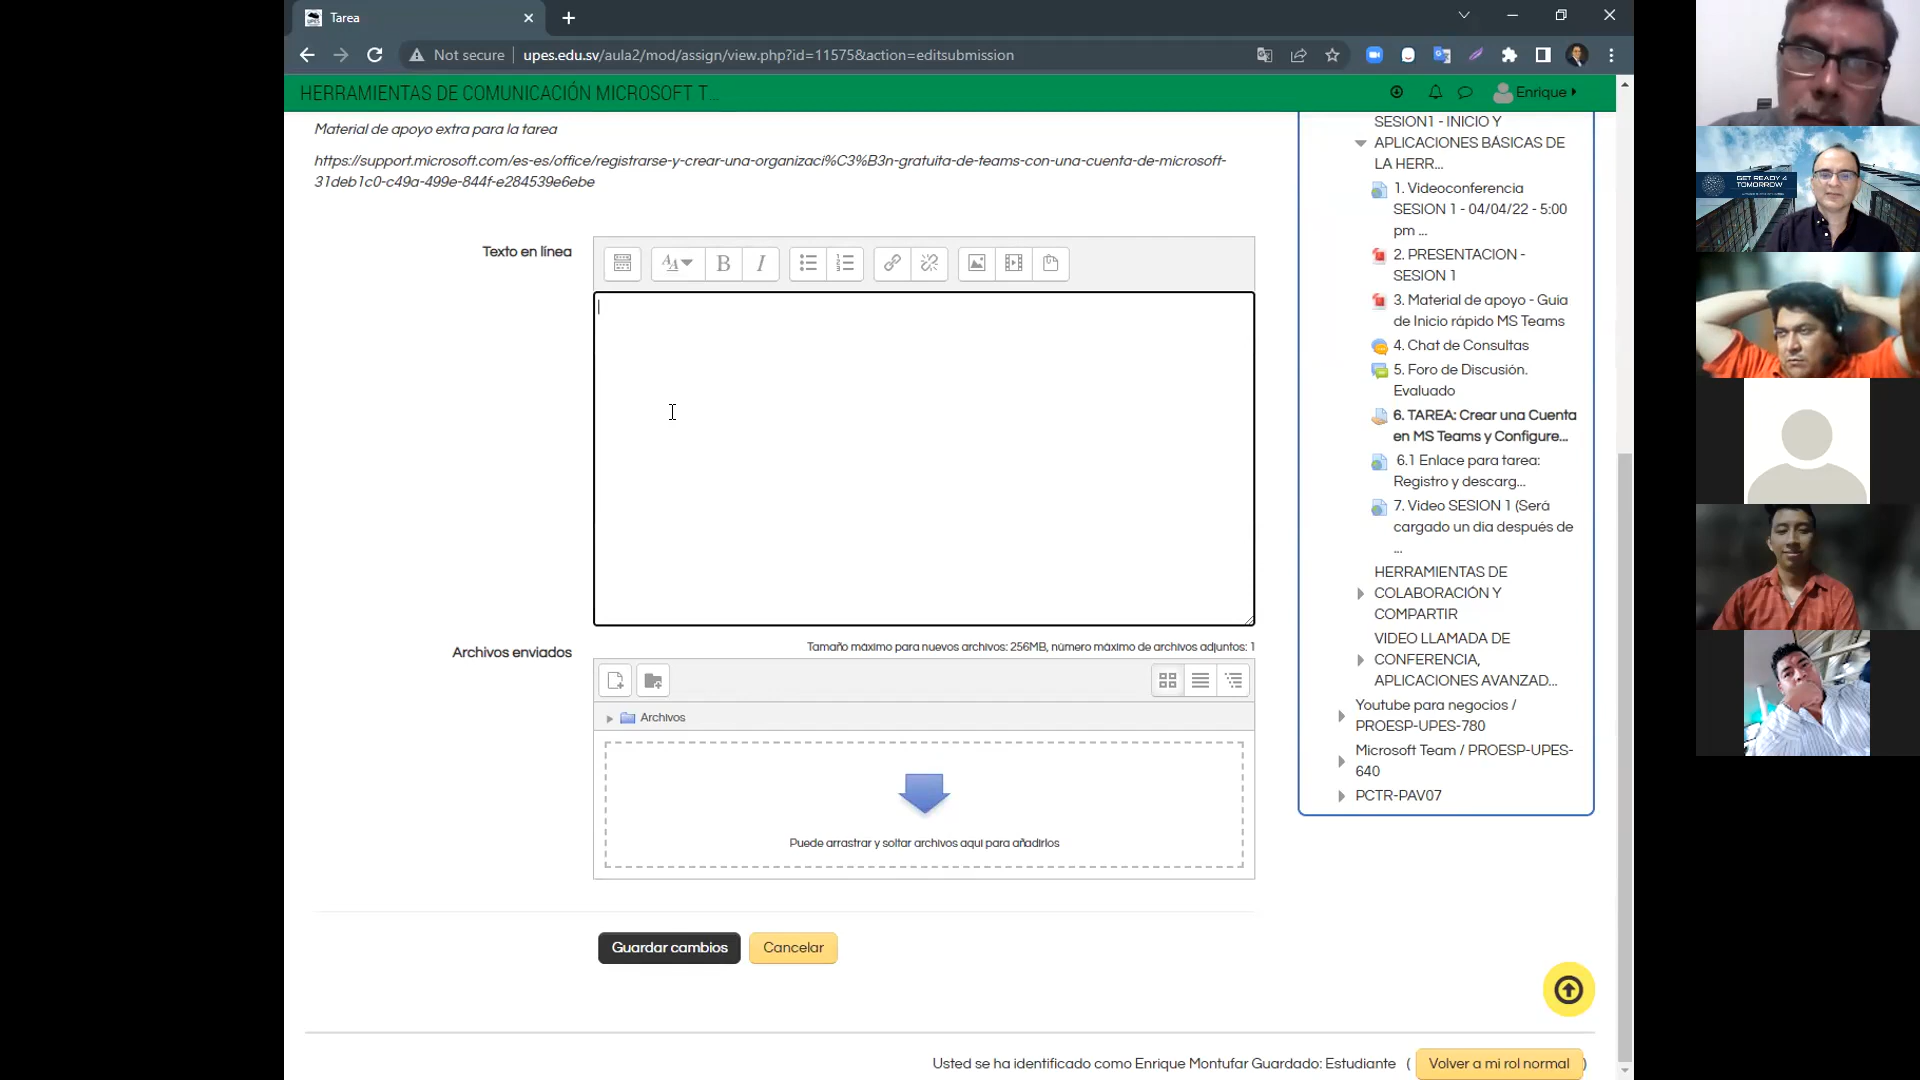 Tarea
Not secure
upes.edu.sv/aula2/mod/assign/view.php?id=11575&action=editsubmission
HERRAMIENTAS DE COMUNICACIÓN MICROSOFT T...
Enrique
Material de apoyo extra para la tarea
https://support.microsoft.com/es-es/office/registrarse-y-crear-una-organizaci%C3%B3n-gratuita-de-teams-con-una-cuenta-de-microsoft-
31deb1c0-c49a-499e-844f-e284539e6ebe
Texto en línea
B I
Archivos enviados
Tamaño máximo para nuevos archivos: 256MB, número máximo de archivos adjuntos: 1
Archivos
Puede arrastrar y soltar archivos aquí para añadirlos
Guardar cambios
Cancelar
Usted se ha identificado como Enrique Montufar Guardado: Estudiante ( Volver a mi rol normal )
SESION1 - INICIO Y
APLICACIONES BÁSICAS DE
LA HERR...
1. Videoconferencia
SESION 1 - 04/04/22 - 5:00
pm ...
2. PRESENTACION -
SESION 1
3. Material de apoyo - Guia
de Inicio rápido MS Teams
4. Chat de Consultas
5. Foro de Discusión.
Evaluado
6. TAREA: Crear una Cuenta
en MS Teams y Configure...
6.1 Enlace para tarea:
Registro y descarg...
7. Video SESION 1 (Será
cargado un día después de
...
HERRAMIENTAS DE
COLABORACIÓN Y
COMPARTIR
VIDEO LLAMADA DE
CONFERENCIA,
APLICACIONES AVANZAD...
Youtube para negocios /
PROESP-UPES-780
Microsoft Team / PROESP-UPES-
640
PCTR-PAV07
GET READY 4
TOMORROW